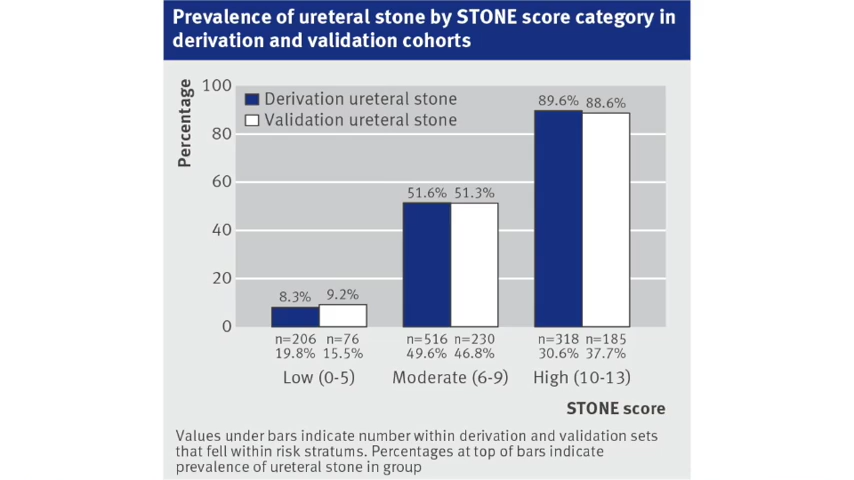 Prevalence of ureteral stone by STONE score category in
derivation and validation cohorts
Percentage
100
80
60
40
20
0
Derivation ureteral stone
Validation ureteral stone
8.3% 9.2%
51.6% 51.3%
89.6% 88.6%
n=206 n=76
19.8% 15.5%
Low (0-5)
n=516 n=230
49.6% 46.8%
Moderate (6-9)
n=318 n=185
30.6% 37.7%
High (10-13)
STONE score
Values under bars indicate number within derivation and validation sets
that fell within risk stratums. Percentages at top of bars indicate
prevalence of ureteral stone in group